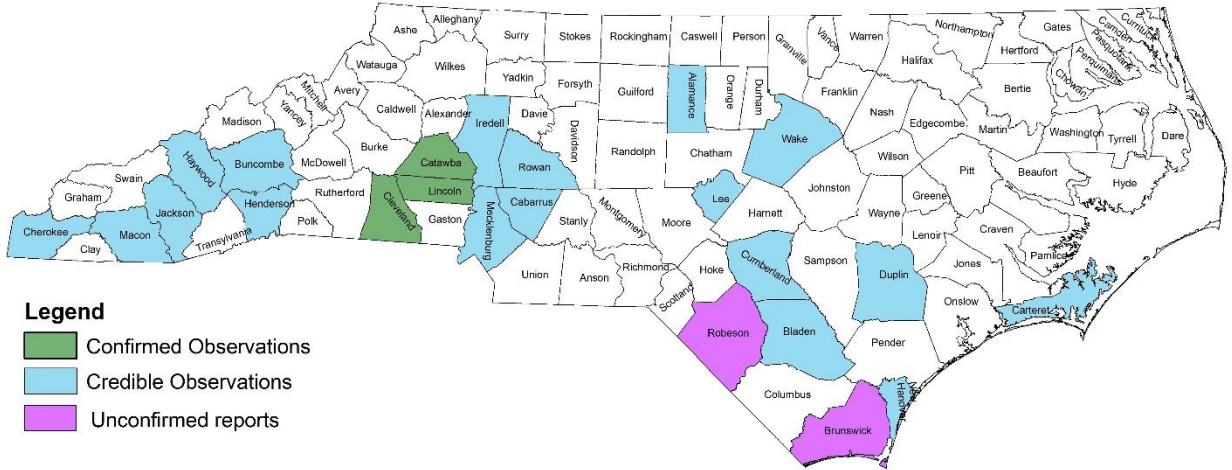 Ashe
Alleghany
Surry
Stokes
Rockingham
Caswell
Person
Granville
Vance
Warren
Northampton
Gates
Camden
Currituck
Pasquotank
Perquimans
Chowan
Hertford
Halifax
Bertie
Watauga
Wilkes
Yadkin
Forsyth
Guilford
Alamance
Orange
Durham
Franklin
Nash
Edgecombe
Martin
Washington
Tyrrell
Dare
Mitchell
Avery
Yancey
Caldwell
Alexander
Iredell
Davie
Davidson
Randolph
Chatham
Wake
Wilson
Pitt
Beaufort
Hyde
Madison
Burke
McDowell
Catawba
Rowan
Haywood
Buncombe
Swain
Graham
Rutherford
Lincoln
Cleveland
Gaston
Mecklenburg
Cabarrus
Stanly
Montgomery
Moore
Lee
Harnett
Johnston
Wayne
Greene
Lenoir
Craven
Pamlico
Jones
Cherokee
Clay
Macon
Jackson
Transylvania
Henderson
Polk
Union
Anson
Richmond
Scotland
Hoke
Cumberland
Sampson
Duplin
Onslow
Carteret
Robeson
Bladen
Pender
Columbus
Brunswick
Hanover
Legend
Confirmed Observations
Credible Observations
Unconfirmed reports